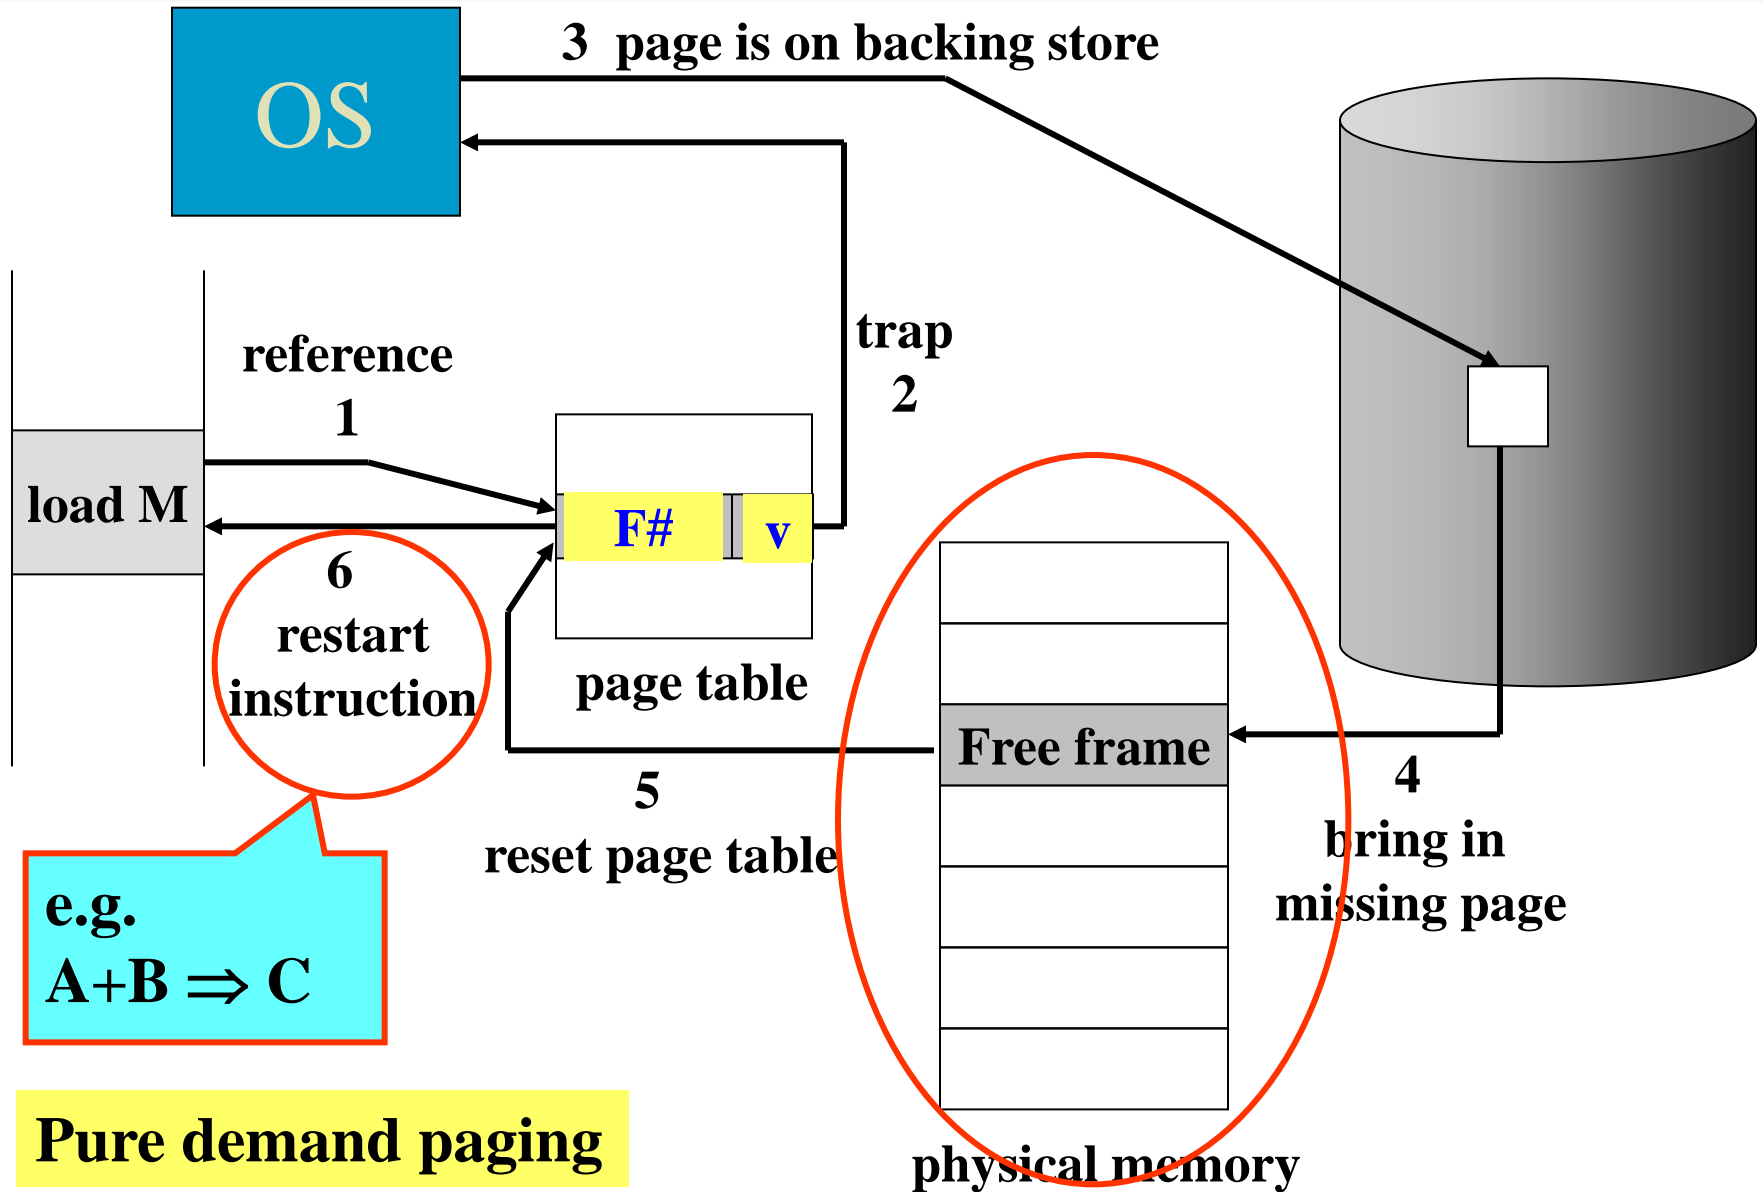 3 page is on backing store
OS
trap
2
reference
1
load M
F#
v
6
restart
instruction
page table
Free frame
4
bring in
missing page
5
reset page table
e.g.
A+B ⇒ C
Pure demand paging
physical memory